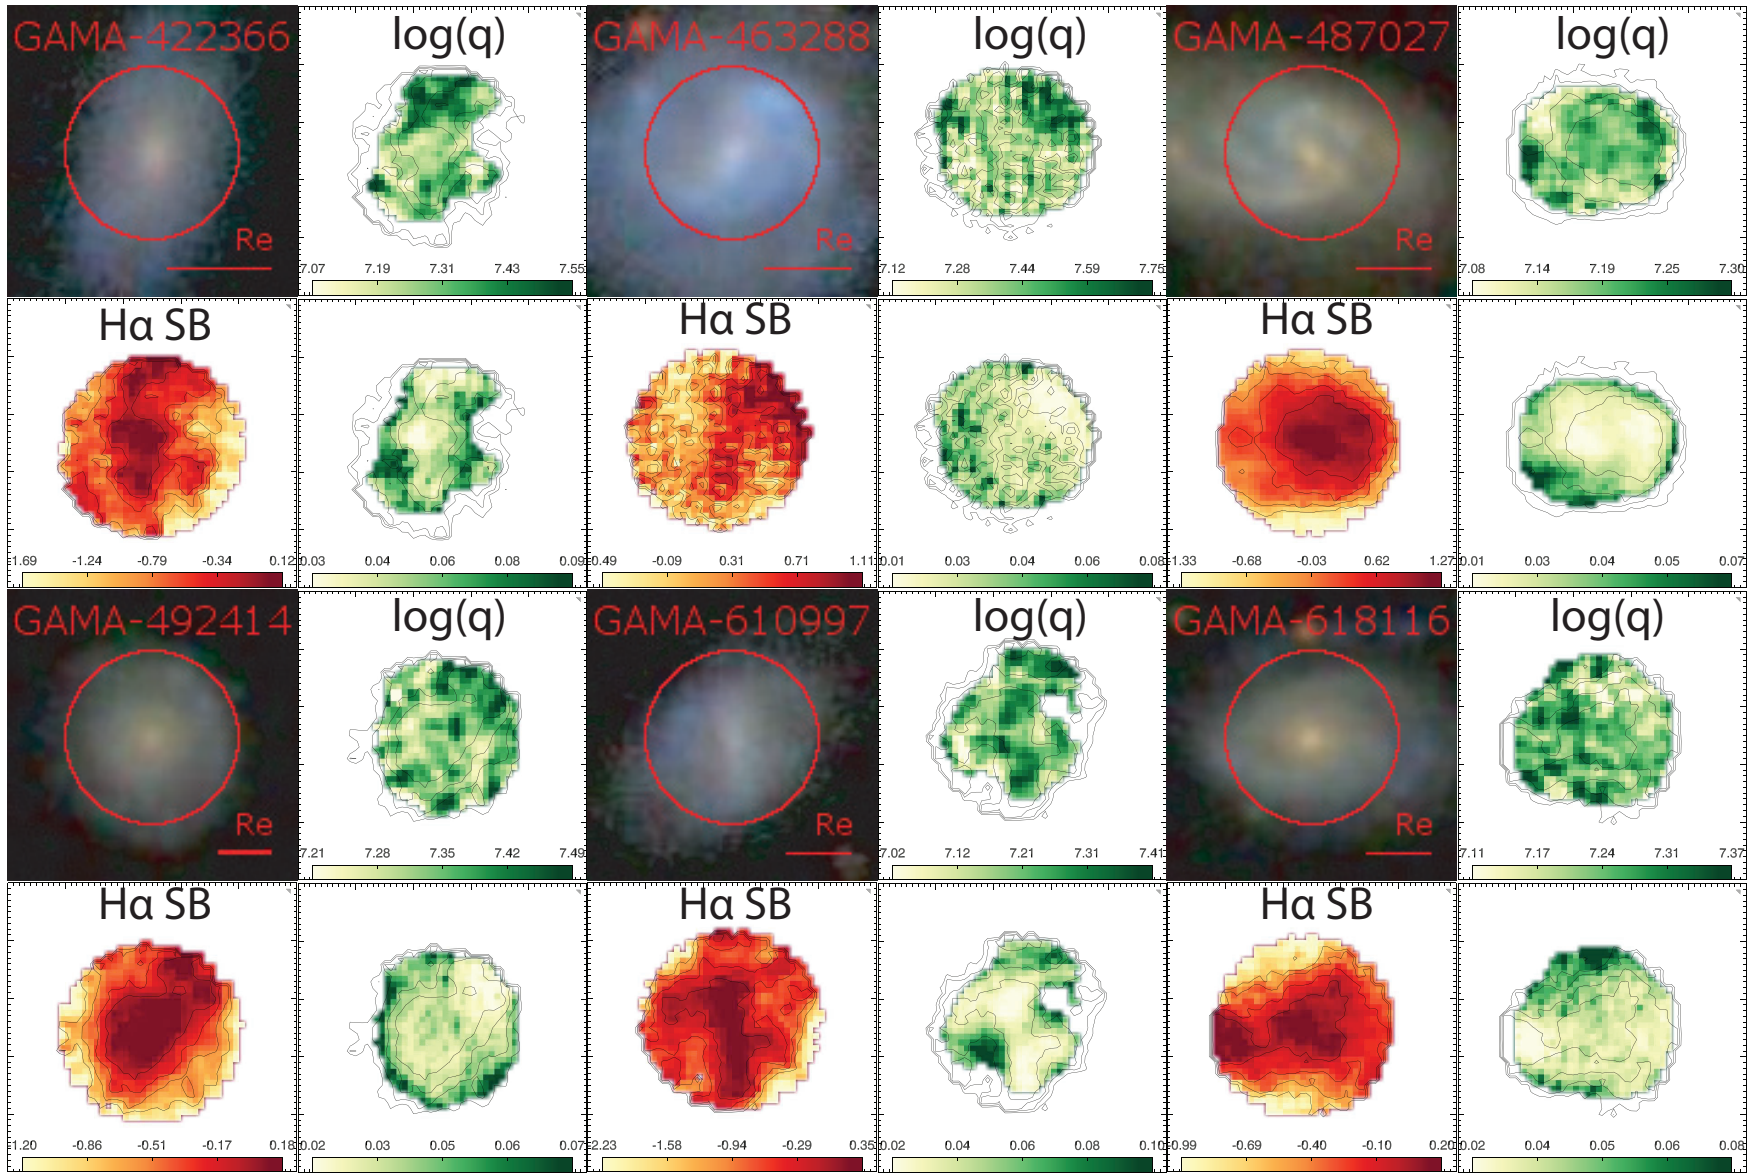 GAMA-422366 log(q) GAMA-463288 log(q) GAMA-487027 log(q)
Re Re Re
7.07 7.19 7.31 7.43 7.55 7.12 7.28 7.44 7.59 7.75 7.08 7.14 7.19 7.25 7.30
Hα SB Hα SB Hα SB
-1.69 -1.24 -0.79 -0.34 0.12 0.03 0.04 0.06 0.08 0.09 -0.49 -0.09 0.31 0.71 1.11 0.01 0.03 0.04 0.06 0.08 -1.33 -0.68 -0.03 0.62 1.27 0.01 0.03 0.04 0.05 0.07
GAMA-492414 log(q) GAMA-610997 log(q) GAMA-618116 log(q)
Re Re Re
7.21 7.28 7.35 7.42 7.49 7.02 7.12 7.21 7.31 7.41 7.11 7.17 7.24 7.31 7.37
Hα SB Hα SB Hα SB
-1.20 -0.86 -0.51 -0.17 0.18 0.02 0.03 0.05 0.06 0.07 -2.23 -1.58 -0.94 -0.29 0.35 0.02 0.04 0.06 0.08 0.10 -0.99 -0.69 -0.40 -0.10 0.20 0.02 0.04 0.05 0.06 0.08